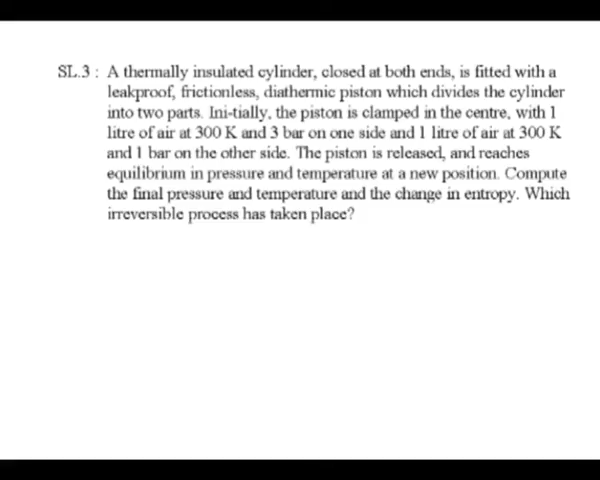 SL.3 : A thermally insulated cylinder, closed at both ends, is fitted with a
leakproof, frictionless, diathermic piston which divides the cylinder
into two parts. Ini-tially, the piston is clamped in the centre, with 1
litre of air at 300 K and 3 bar on one side and 1 litre of air at 300 K
and 1 bar on the other side. The piston is released, and reaches
equilibrium in pressure and temperature at a new position. Compute
the final pressure and temperature and the change in entropy. Which
irreversible process has taken place?